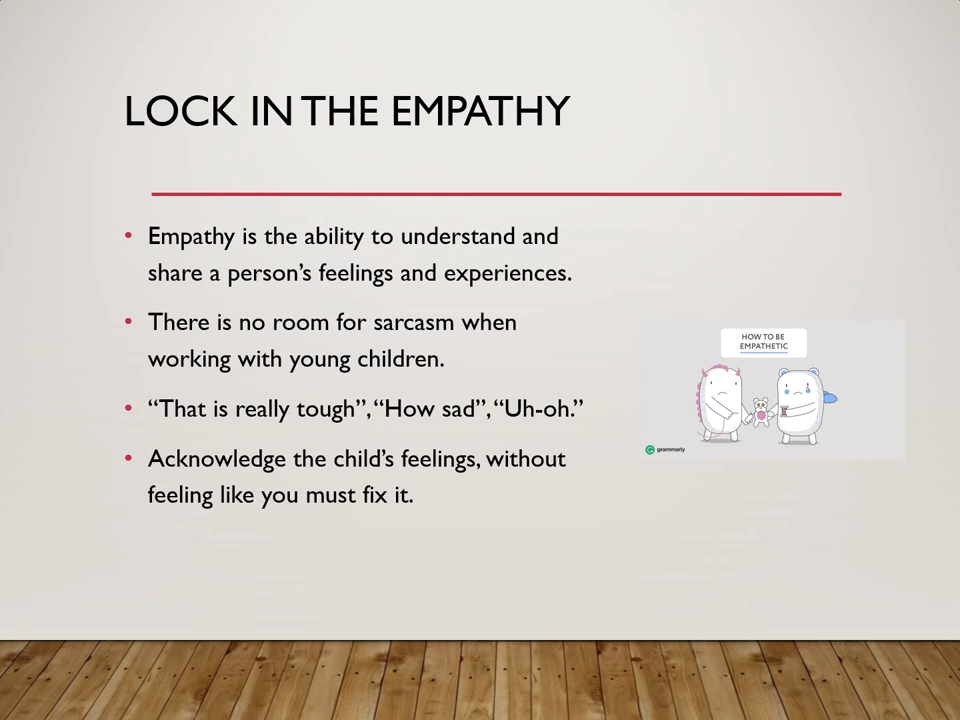 LOCK IN THE EMPATHY
• Empathy is the ability to understand and
share a person’s feelings and experiences.
• There is no room for sarcasm when
working with young children.
• “That is really tough”, “How sad”, “Uh-oh.”
• Acknowledge the child’s feelings, without
feeling like you must fix it.
HOW TO BE
EMPATHETIC
grammarly